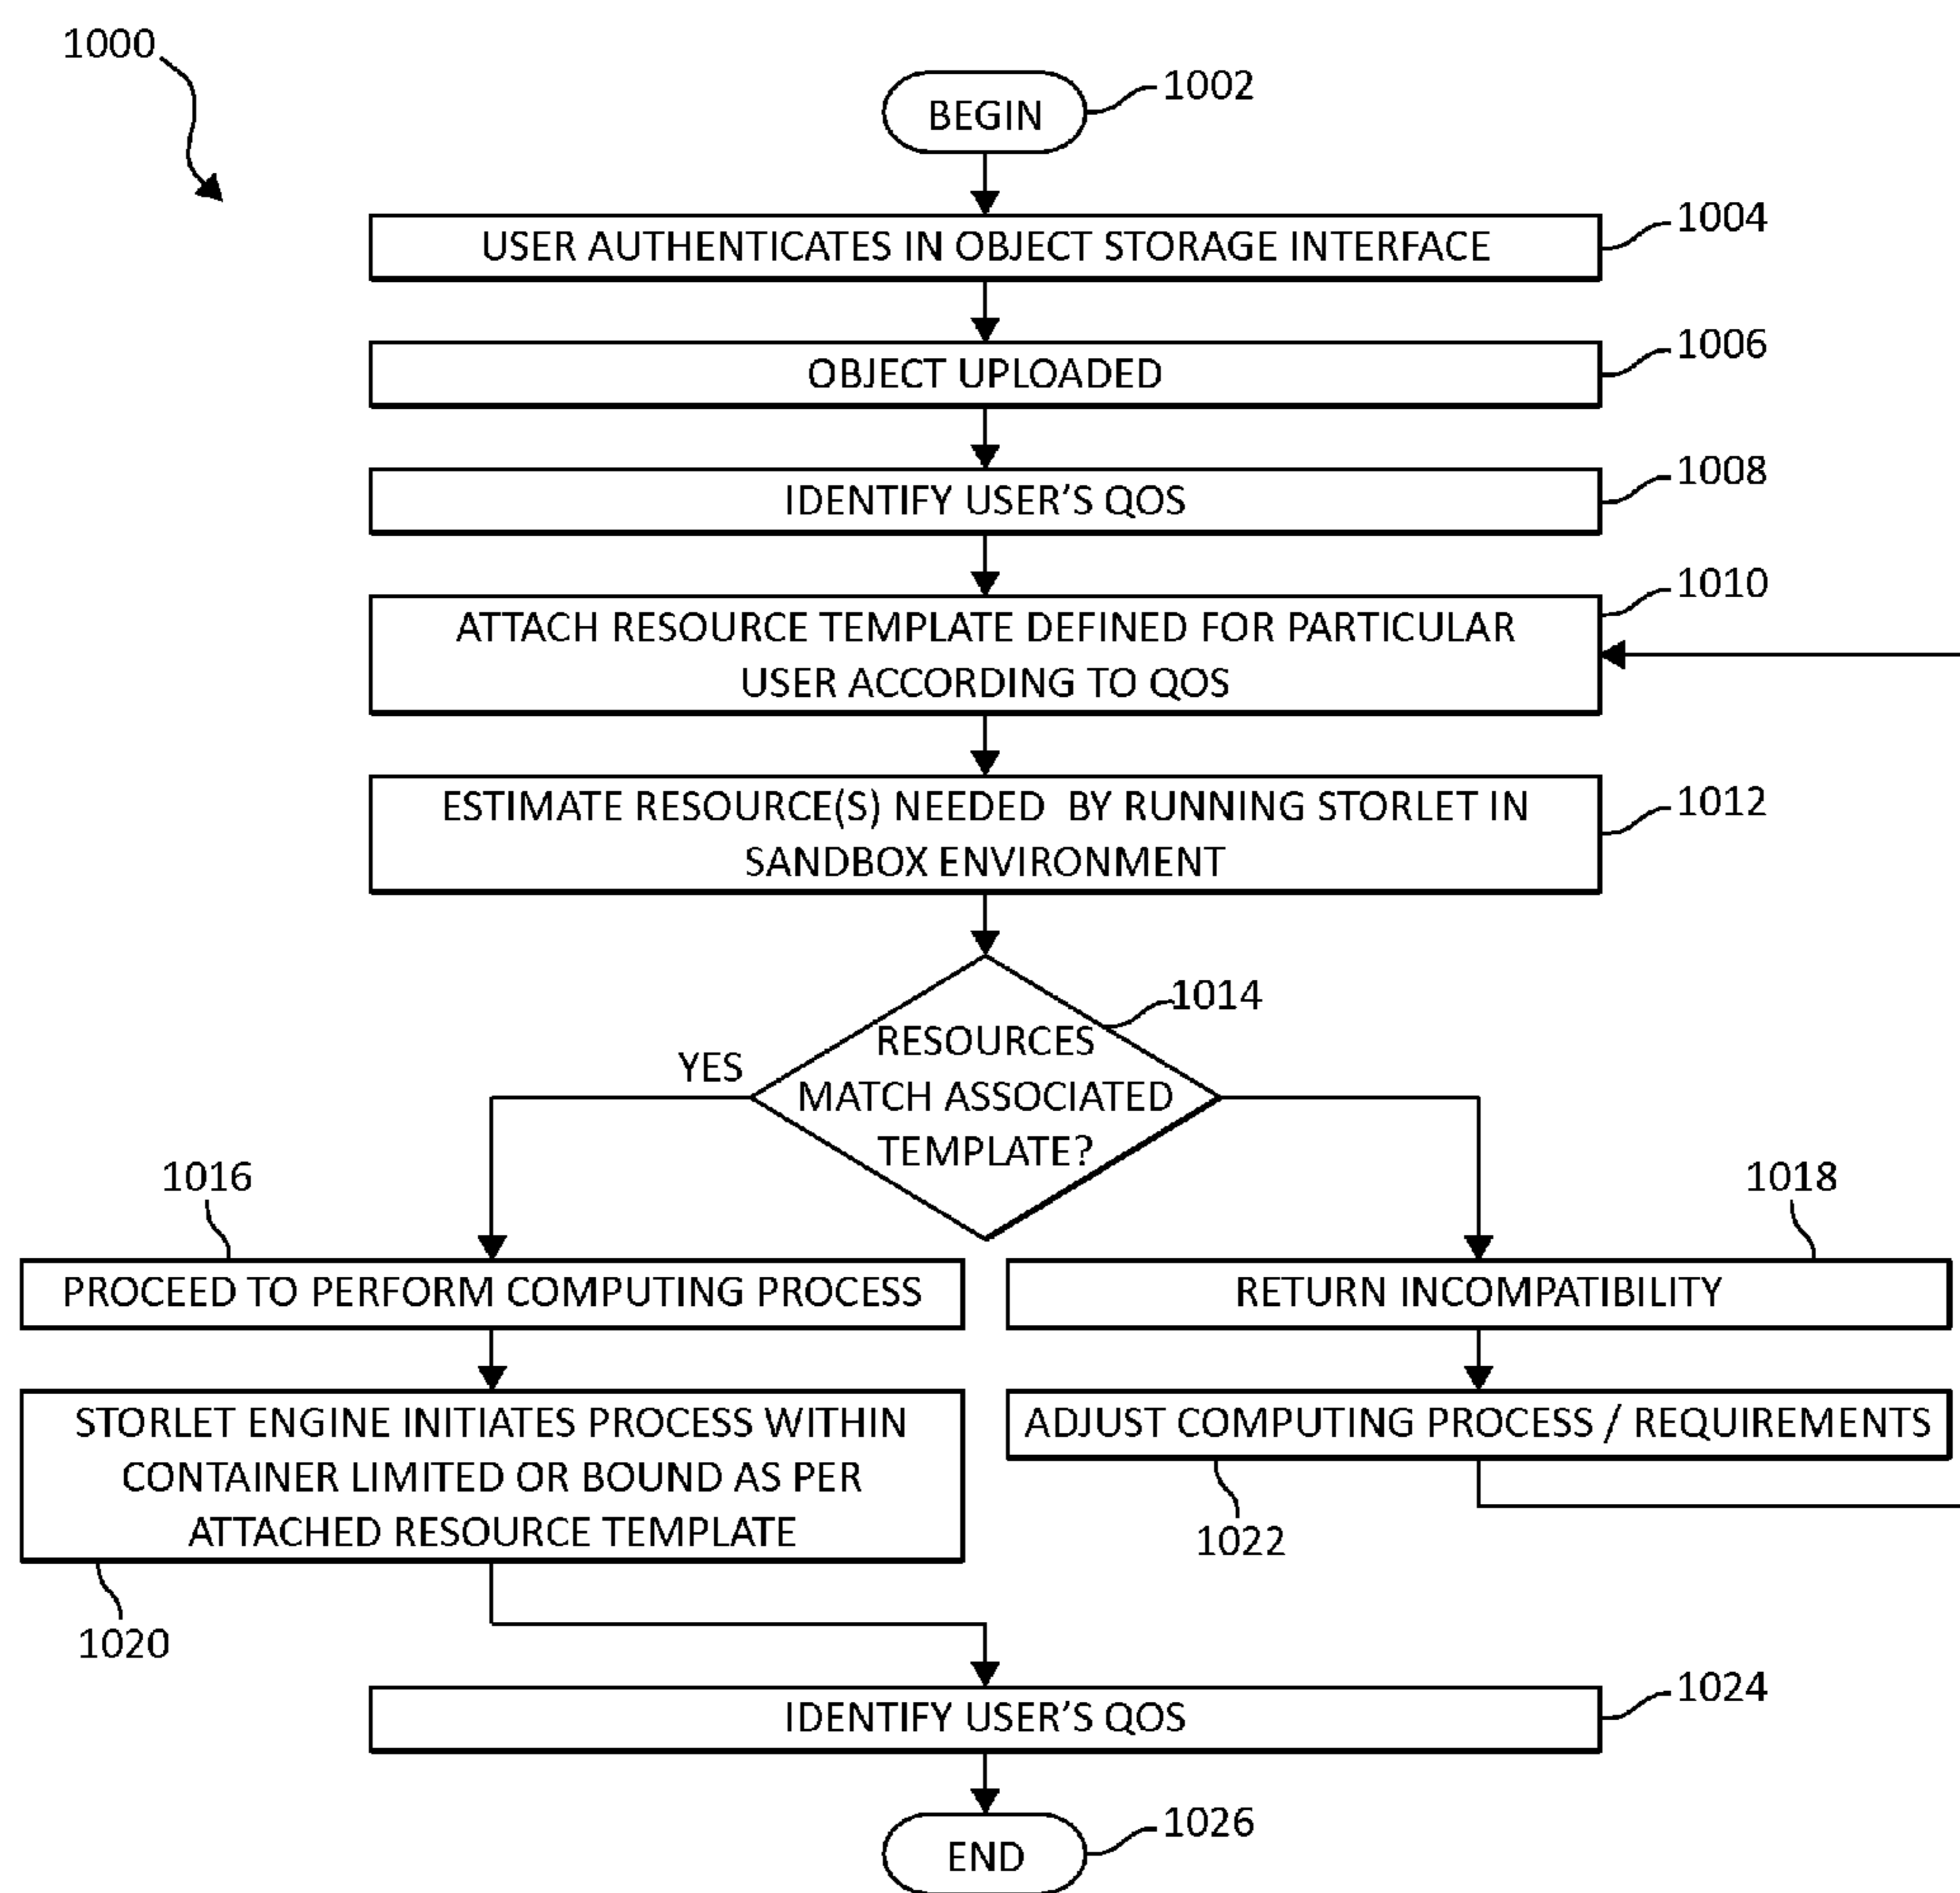 1000
BEGIN
1002
USER AUTHENTICATES IN OBJECT STORAGE INTERFACE
1004
OBJECT UPLOADED
1006
IDENTIFY USER'S QOS
1008
ATTACH RESOURCE TEMPLATE DEFINED FOR PARTICULAR
USER ACCORDING TO QOS
1010
ESTIMATE RESOURCE(S) NEEDED BY RUNNING STORLET IN
SANDBOX ENVIRONMENT
1012
RESOURCES
MATCH ASSOCIATED
TEMPLATE?
1014
YES
1016
PROCEED TO PERFORM COMPUTING PROCESS
1018
RETURN INCOMPATIBILITY
STORLET ENGINE INITIATES PROCESS WITHIN
CONTAINER LIMITED OR BOUND AS PER
ATTACHED RESOURCE TEMPLATE
1020
ADJUST COMPUTING PROCESS / REQUIREMENTS
1022
IDENTIFY USER'S QOS
1024
END
1026